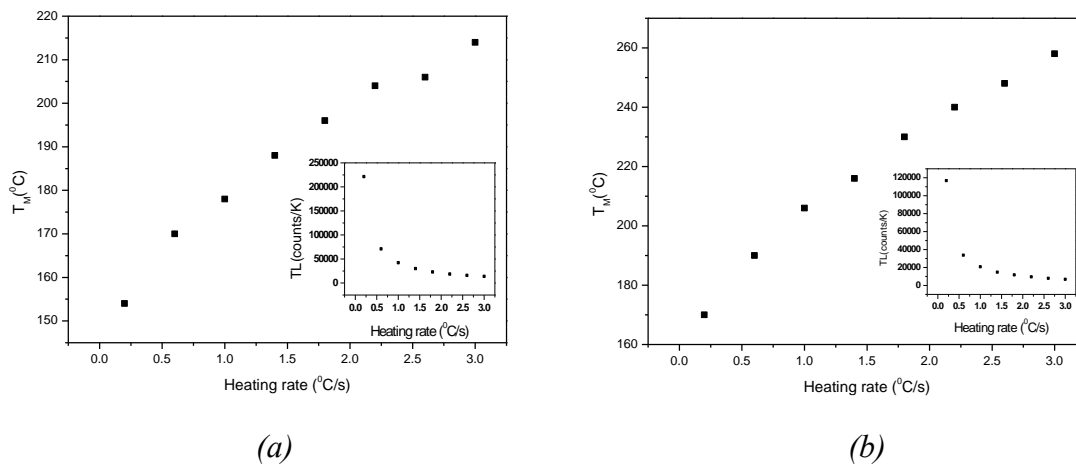 220
210
200
190
180
170
160
150
T_M(⁰C)
0.0 0.5 1.0 1.5 2.0 2.5 3.0
Heating rate (⁰C/s)
250000
200000
150000
100000
50000
0
TL(counts/K)
0.0 0.5 1.0 1.5 2.0 2.5 3.0
Heating rate (⁰C/s)
(a)
260
240
220
200
180
160
T_M(⁰C)
0.0 0.5 1.0 1.5 2.0 2.5 3.0
Heating rate (⁰C/s)
120000
100000
80000
60000
40000
20000
0
TL(counts/K)
0.0 0.5 1.0 1.5 2.0 2.5 3.0
Heating rate (⁰C/s)
(b)